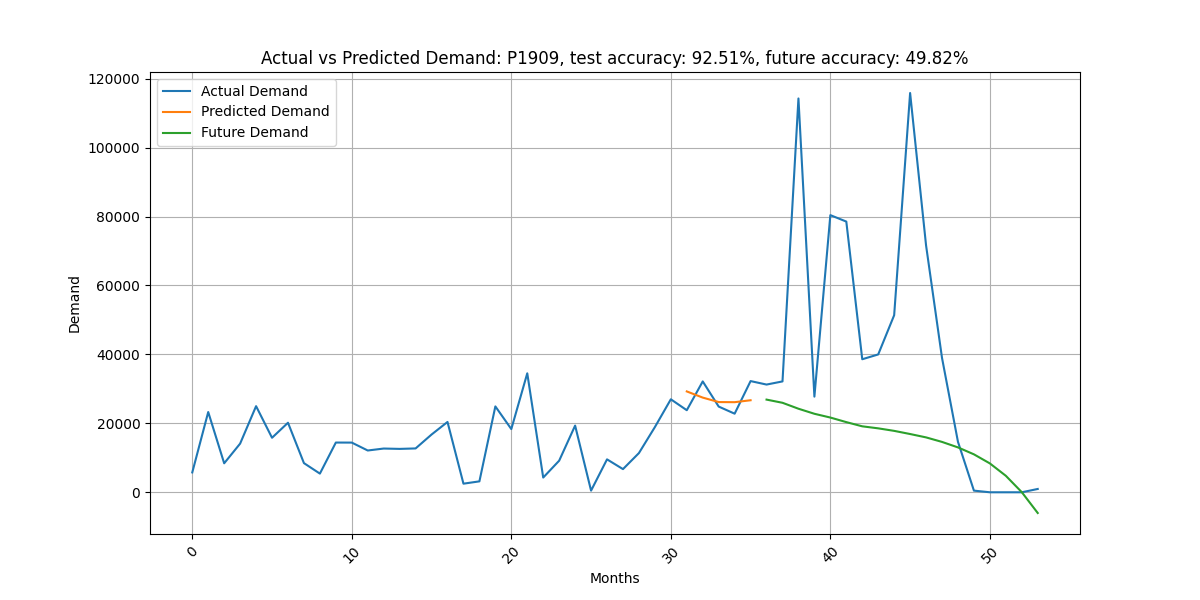 Actual vs Predicted Demand: P1909, test accuracy: 92.51%, future accuracy: 49.82%
Actual Demand
Predicted Demand
Future Demand
120000
100000
80000
60000
40000
20000
0
Demand
0
10
20
30
40
50
Months